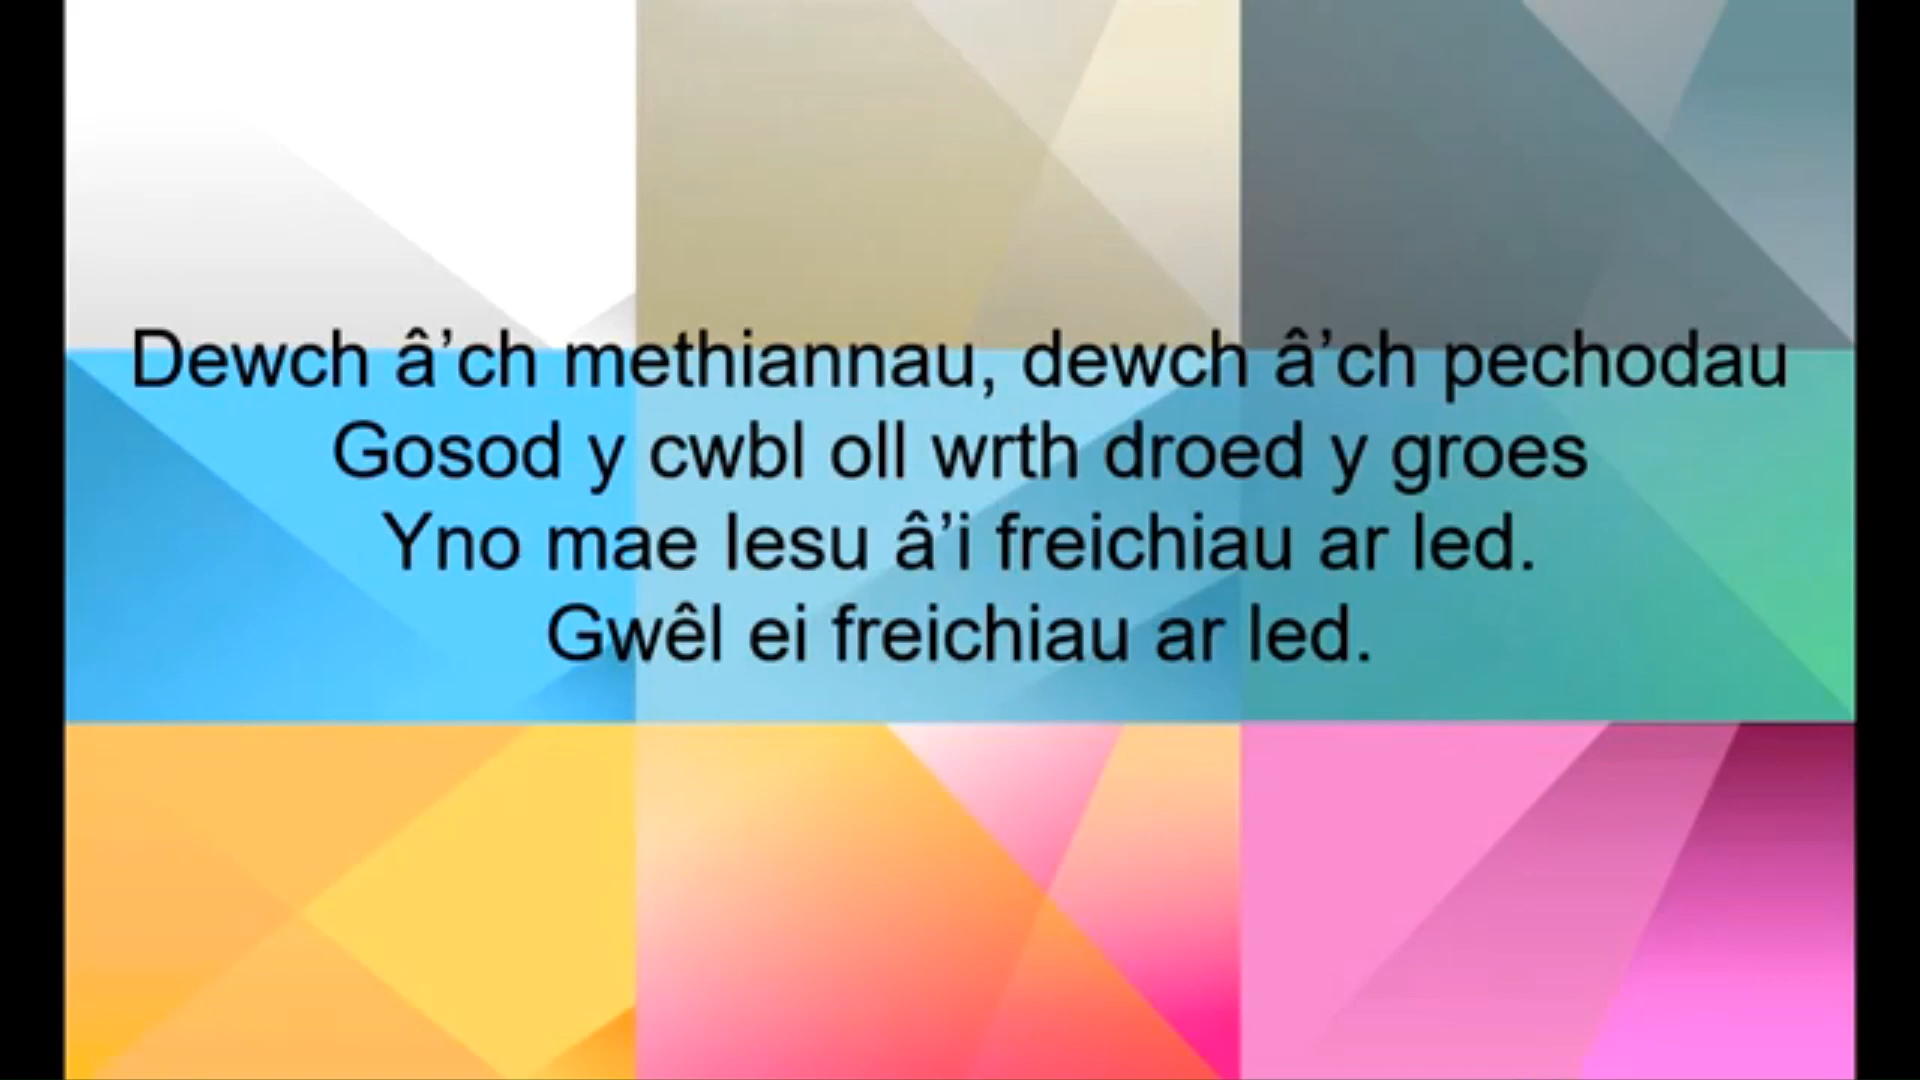 Dewch â’ch methiannau, dewch â’ch pechodau
Gosod y cwbl oll wrth droed y groes
Yno mae Iesu â’i freichiau ar led.
Gwêl ei freichiau ar led.